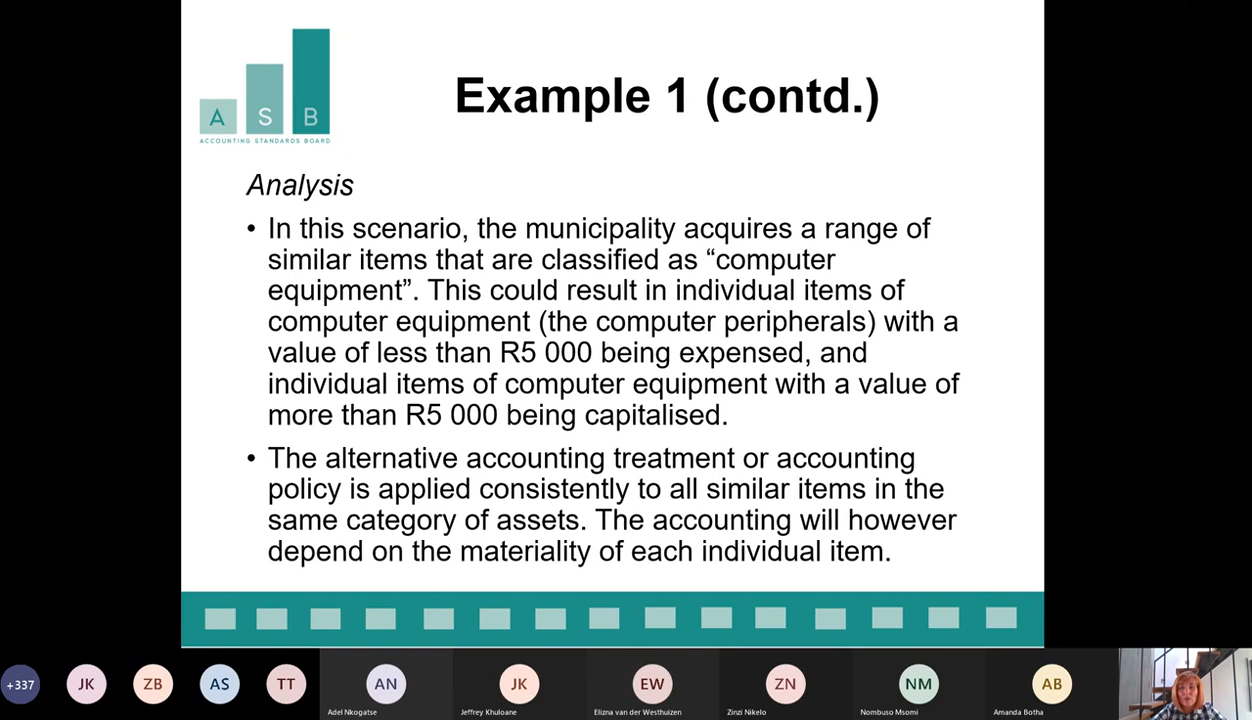 A S B
ACCOUNTING STANDARDS BOARD
Example 1 (contd.)
Analysis
• In this scenario, the municipality acquires a range of
similar items that are classified as “computer
equipment”. This could result in individual items of
computer equipment (the computer peripherals) with a
value of less than R5 000 being expensed, and
individual items of computer equipment with a value of
more than R5 000 being capitalised.
• The alternative accounting treatment or accounting
policy is applied consistently to all similar items in the
same category of assets. The accounting will however
depend on the materiality of each individual item.
+337 JK ZB AS TT AN JK EW ZN NM AB
Adel Nkogatse Jeffrey Khuloane Elizna van der Westhuizen Zinzi Nikelo Nombuso Msomi Amanda Botha